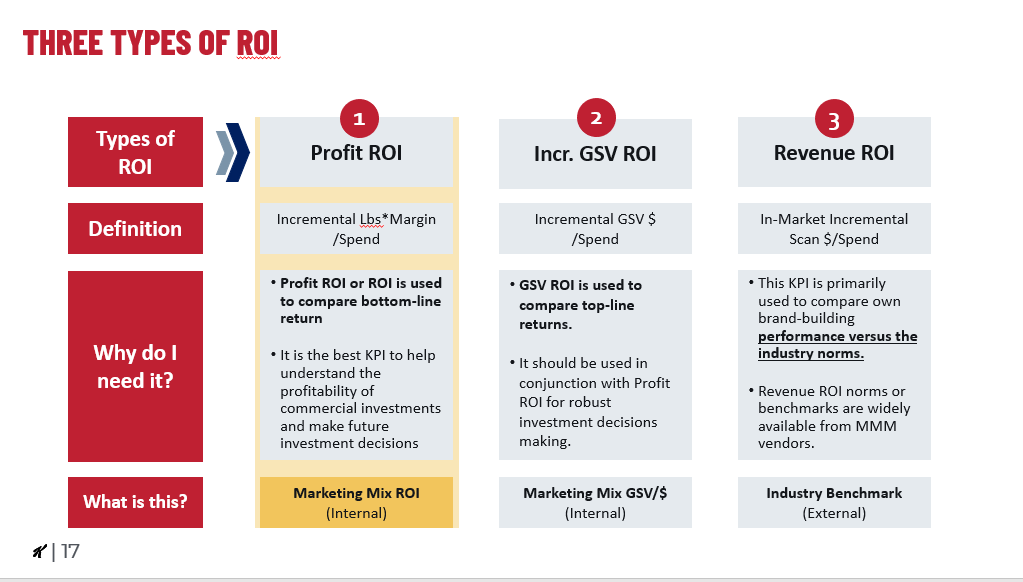 THREE TYPES OF ROI
Types of
ROI
1
Profit ROI
2
Incr. GSV ROI
3
Revenue ROI
Definition
Incremental Lbs*Margin
/Spend
Incremental GSV $
/Spend
In-Market Incremental
Scan $/Spend
Why do I
need it?
• Profit ROI or ROI is used
to compare bottom-line
return
• It is the best KPI to help
understand the
profitability of
commercial investments
and make future
investment decisions
• GSV ROI is used to
compare top-line
returns.
• It should be used in
conjunction with Profit
ROI for robust
investment decisions
making.
• This KPI is primarily
used to compare own
brand-building
performance versus the
industry norms.
• Revenue ROI norms or
benchmarks are widely
available from MMM
vendors.
What is this?
Marketing Mix ROI
(Internal)
Marketing Mix GSV/$
(Internal)
Industry Benchmark
(External)
| 17